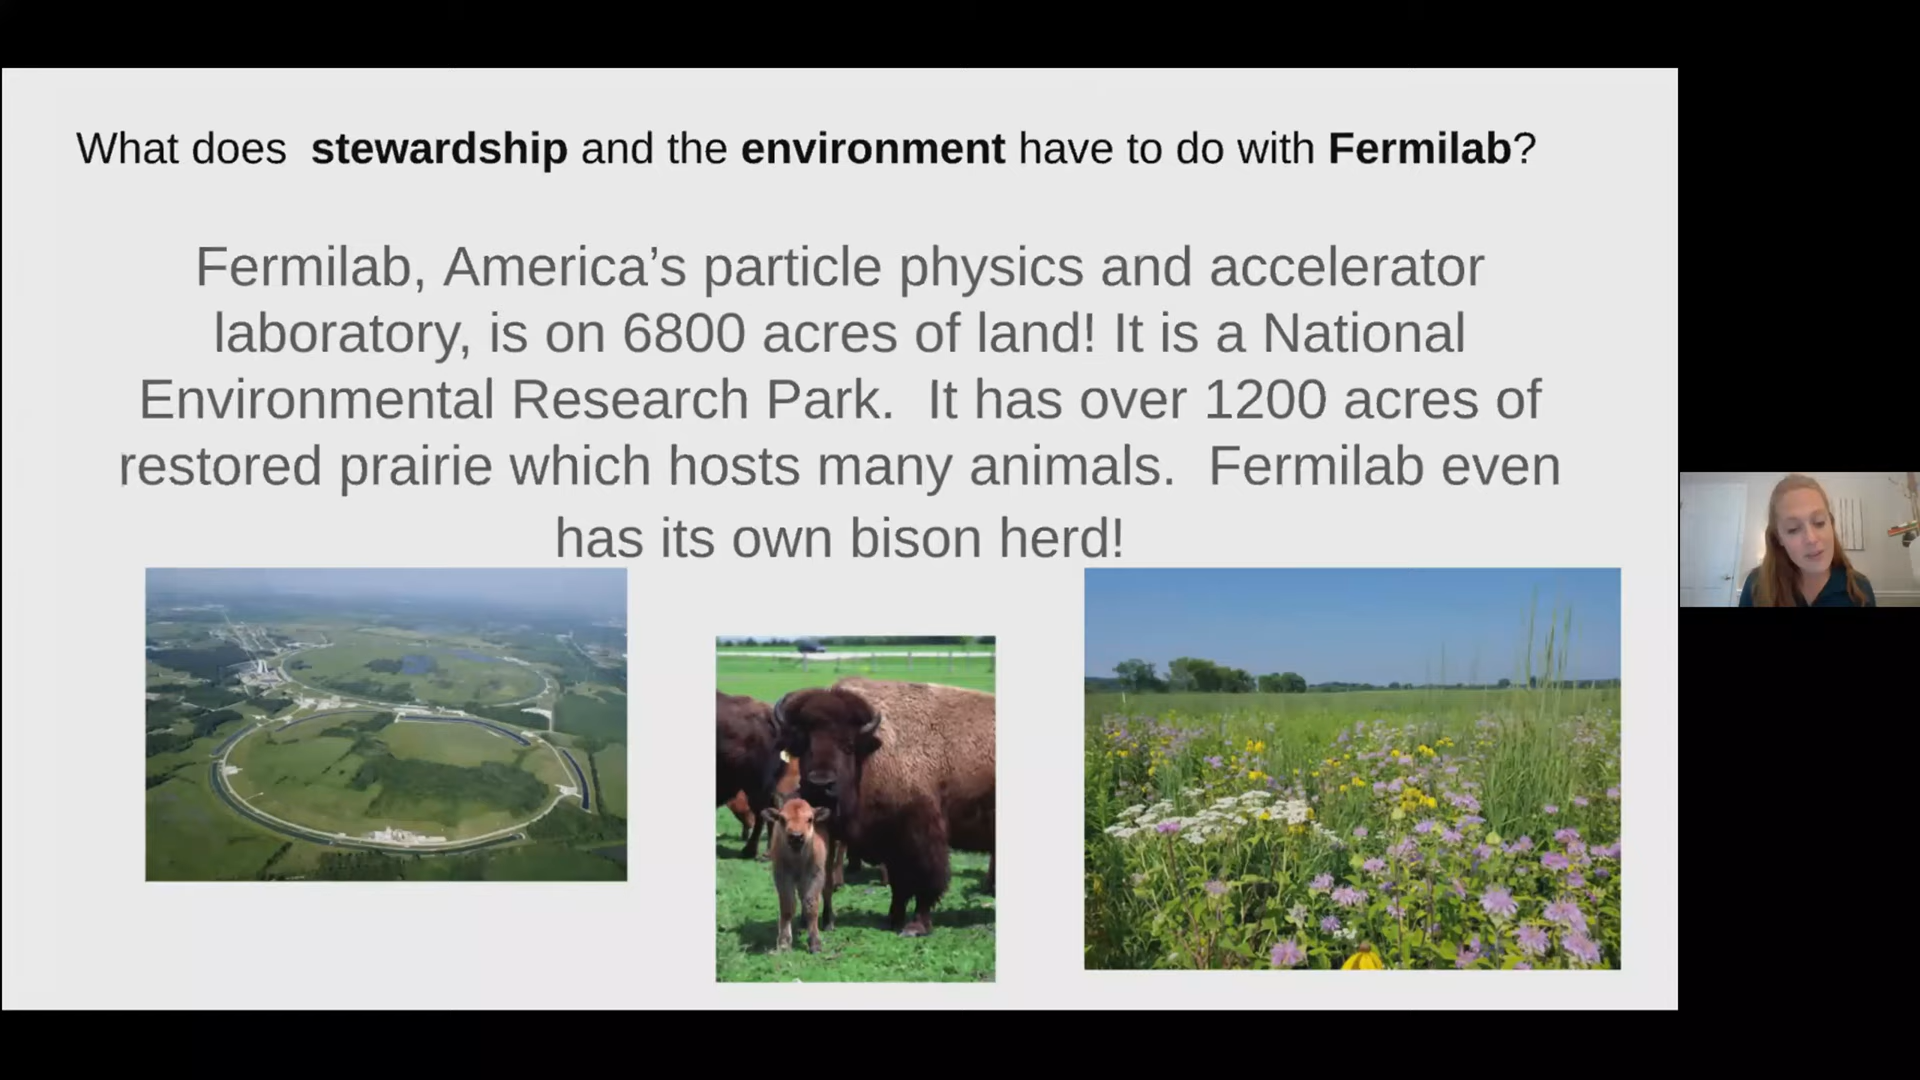 What does stewardship and the environment have to do with Fermilab?
Fermilab, America’s particle physics and accelerator
laboratory, is on 6800 acres of land! It is a National
Environmental Research Park. It has over 1200 acres of
restored prairie which hosts many animals. Fermilab even
has its own bison herd!